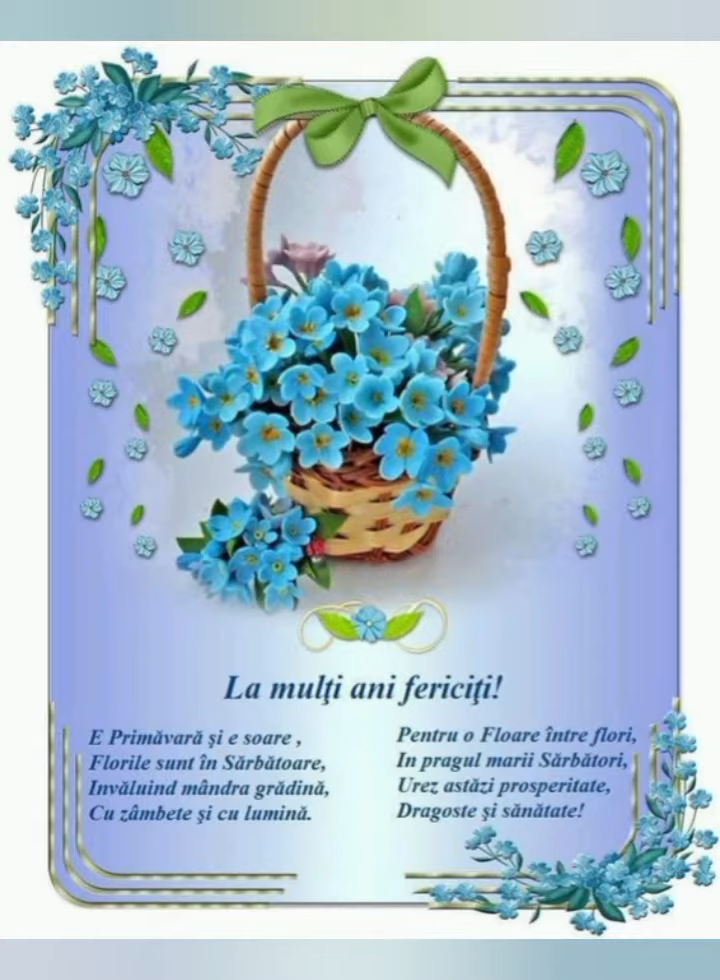 La mulţi ani fericiţi!
E Primăvară şi e soare ,
Florile sunt în Sărbătoare,
Invăluind mândra grădină,
Cu zâmbete şi cu lumină.
Pentru o Floare între flori,
In pragul marii Sărbători,
Urez astăzi prosperitate,
Dragoste şi sănătate!